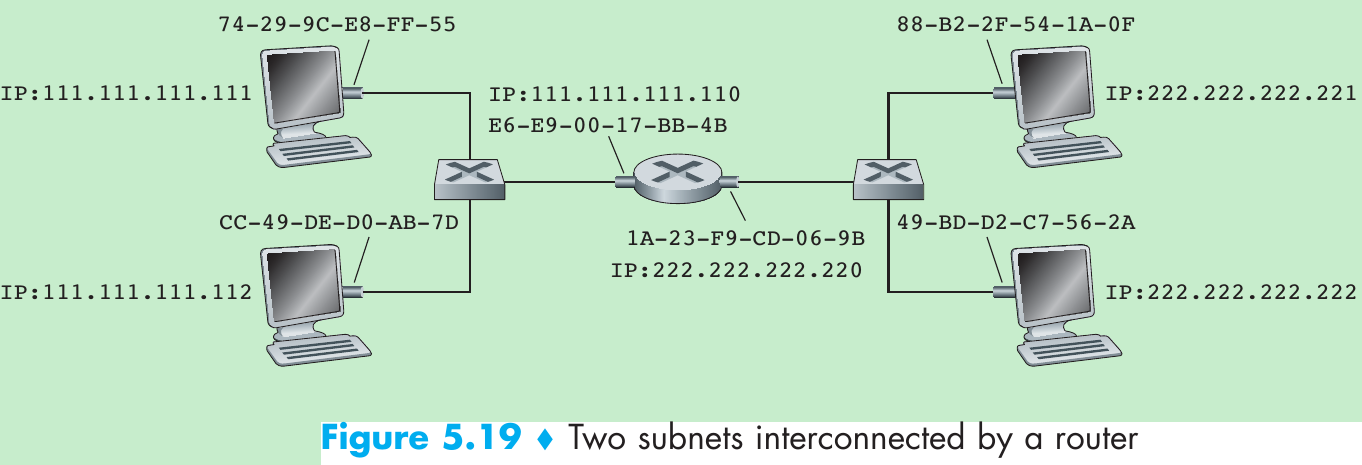 74-29-9C-E8-FF-55
88-B2-2F-54-1A-0F
IP:111.111.111.111
IP:111.111.111.110
E6-E9-00-17-BB-4B
IP:222.222.222.221
CC-49-DE-D0-AB-7D
49-BD-D2-C7-56-2A
1A-23-F9-CD-06-9B
IP:222.222.222.220
IP:111.111.111.112
IP:222.222.222.222
Figure 5.19 ♦ Two subnets interconnected by a router